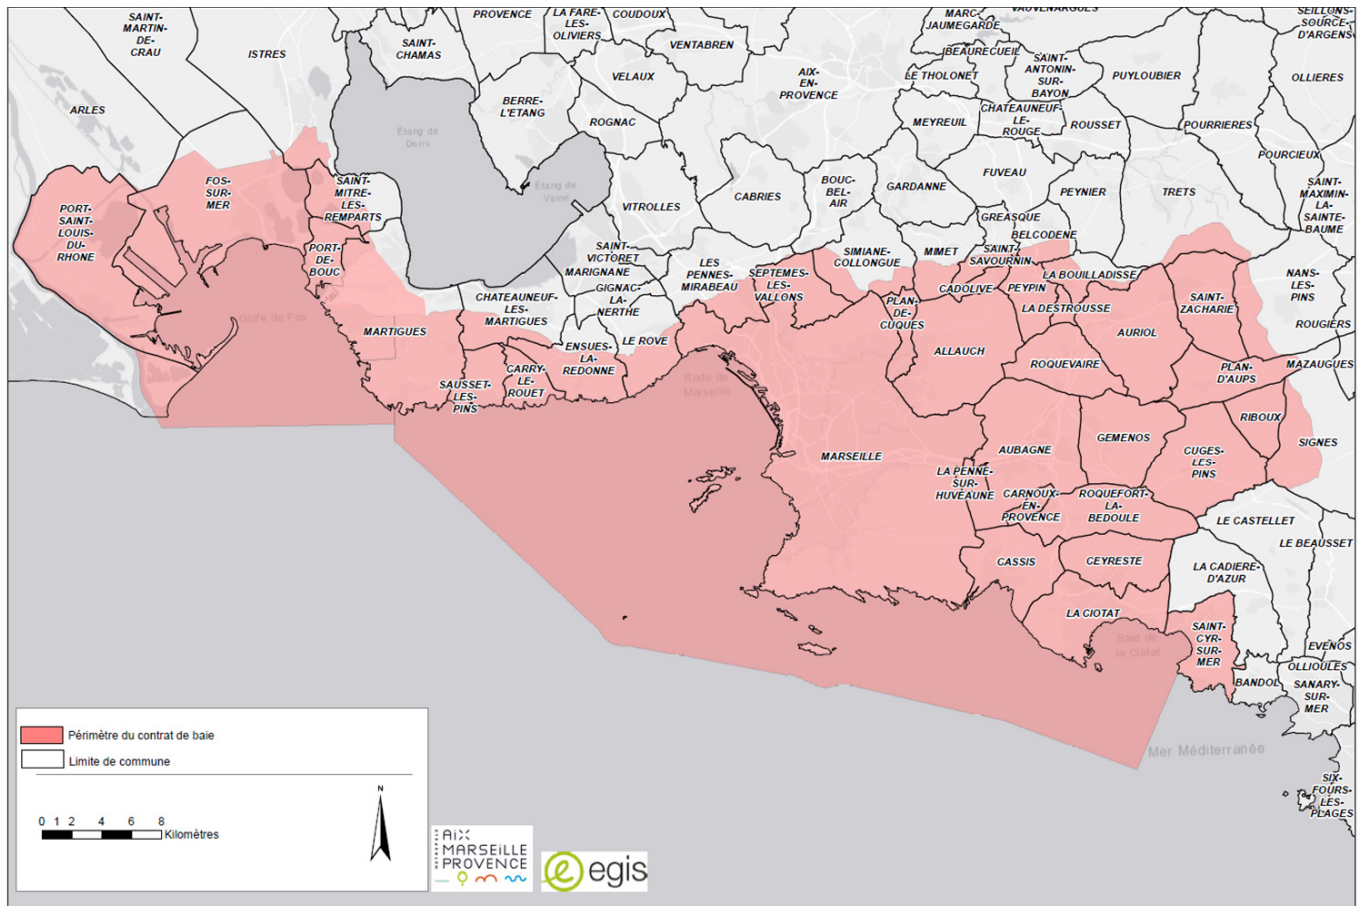 SAINT-
MARTIN-
DE-
CRAU
ISTRES
SAINT-
CHAMAS
PROVENCE
LA FARE-
LES-
OLIVIERS
COUDOUX
VENTABREN
MARC-
JAUMEGARDE
VAUVENARGUES
SEILLONS-
SOURCE-
D'ARGENS
BEAURECUEIL
SAINT-
ANTONIN-
SUR-
BAYON
LE THOLONET
PUYLOUBIER
OLLIERES
VELAUX
AIX-
EN-
PROVENCE
ARLES
BERRE-
L'ETANG
ROGNAC
MEYREUIL
CHATEAUNEUF-
LE-
ROUGE
ROUSSET
POURRIERES
POURCIEUX
Étang de
Étang de
Vaine
FOS-
SUR-
MER
SAINT-
MITRE-
LES-
REMPARTS
VITROLLES
CABRIES
BOUC-
BEL-
AIR
GARDANNE
FUVEAU
PEYNIER
TRETS
SAINT-
MAXIMIN-
LA-
SAINTE-
BAUME
PORT-
SAINT-
LOUIS-
DU-
RHONE
PORT-
DE-
BOUC
SAINT-
VICTORET
MARIGNANE
GIGNAC-
LA-
NERTHE
LES
PENNES-
MIRABEAU
SEPTEMES-
LES-
VALLONS
SIMIANE-
COLLONGUE
MIMET
GREASQUE
BELCODENE
SAINT-
SAVOURNIN
LA BOUILLADISSE
CADOLIVE
PEYPIN
LA DESTROUSSE
NANS-
LES-
PINS
CHATEAUNEUF-
LES-
MARTIGUES
MARTIGUES
Golfe de Fos
ENSUES-
LA-
REDONNE
LE ROVE
PLAN-
DE-
CUQUES
ALLAUCH
AURIOL
SAINT-
ZACHARIE
ROUGIERS
ROQUEVAIRE
PLAN-
D'AUPS
MAZAUGUES
SAUSSET-
LES-
PINS
CARRY-
LE-
ROUET
Rade de
Marseille
RIBOUX
SIGNES
MARSEILLE
AUBAGNE
GEMENOS
CUGES-
LES-
PINS
LA PENNE-
SUR-
HUVEAUNE
CARNOUX-
EN-
PROVENCE
ROQUEFORT-
LA-
BEDOULE
LE CASTELLET
LE BEAUSSET
CASSIS
CEYRESTE
LA CADIERE-
D'AZUR
LA CIOTAT
Baie de
la Ciotat
SAINT-
CYR-
SUR-
MER
EVENOS
OLLIOULES
BANDOL
SANARY-
SUR-
MER
Mer Méditerranée
SIX-
FOURS-
LES-
PLAGES
Périmètre du contrat de baie
Limite de commune
N
0 1 2 4 6 8
Kilomètres
AIX
MARSEILLE
PROVENCE
egis